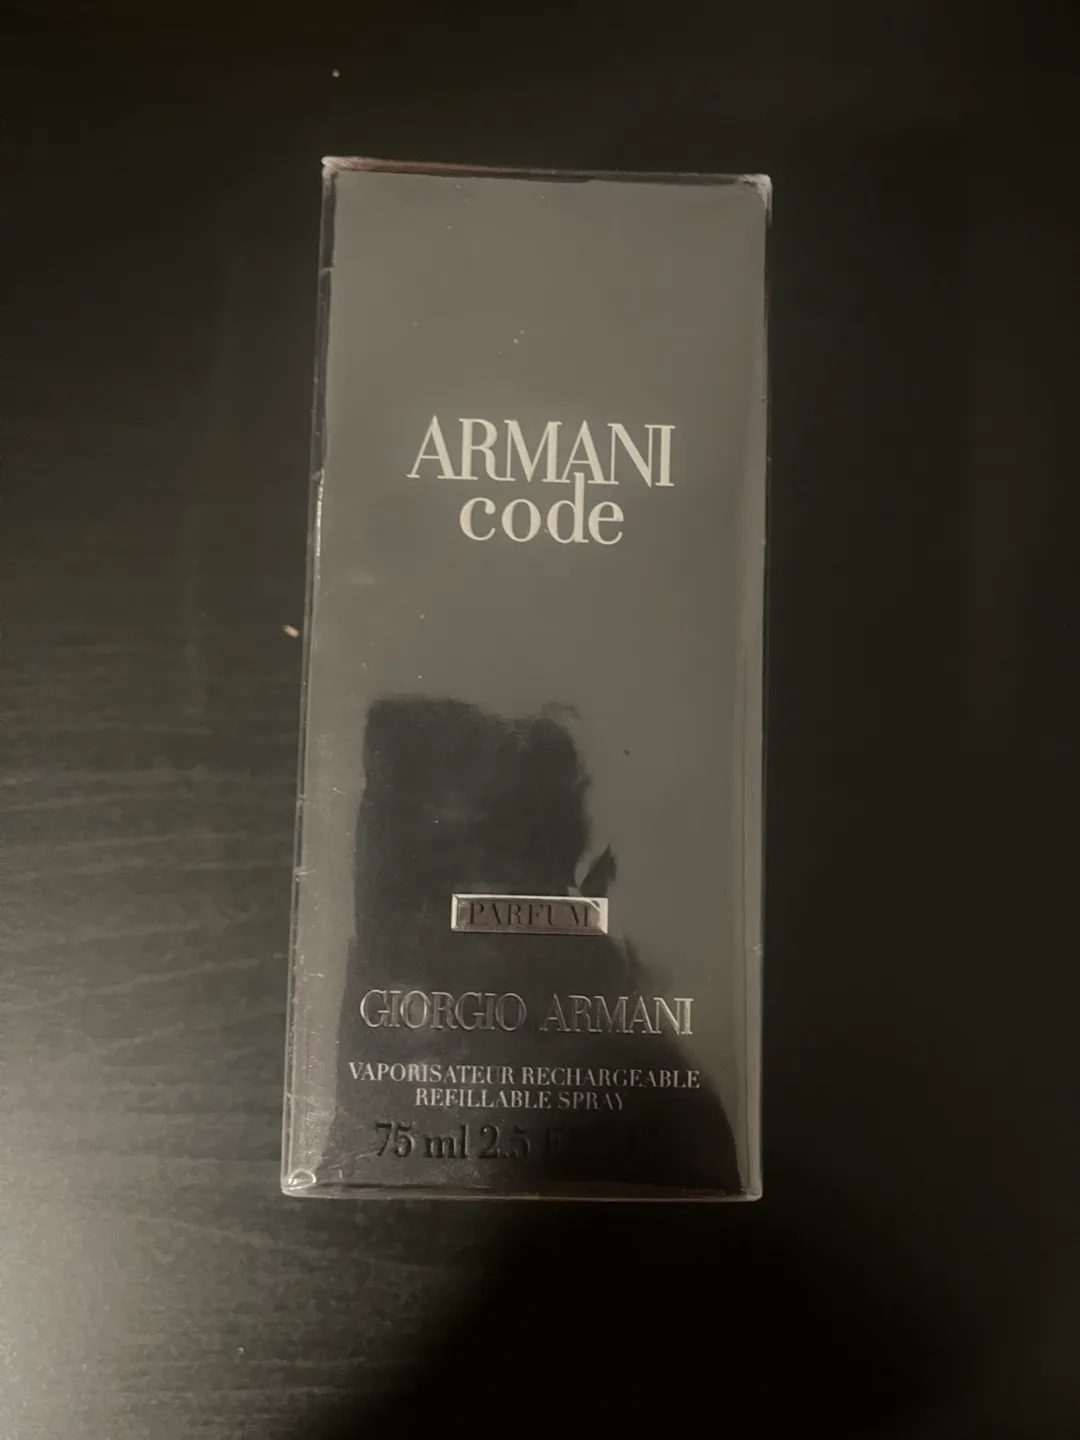 ARMANI
code
PARFUM
GIORGIO ARMANI
VAPORISATEUR RECHARGEABLE
REFILLABLE SPRAY
75 ml 2.5